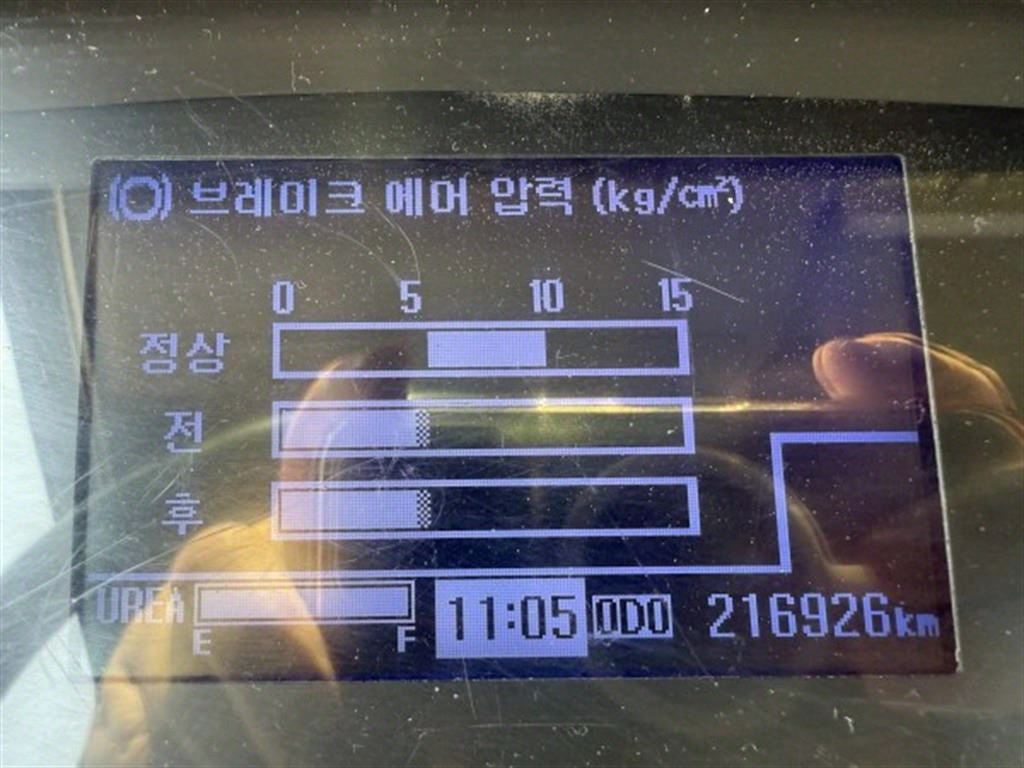 브레이크 에어 압력 (kg/cm²)
0 5 10 15
정상
전
후
UREA E F 11:05 ODO 216926km